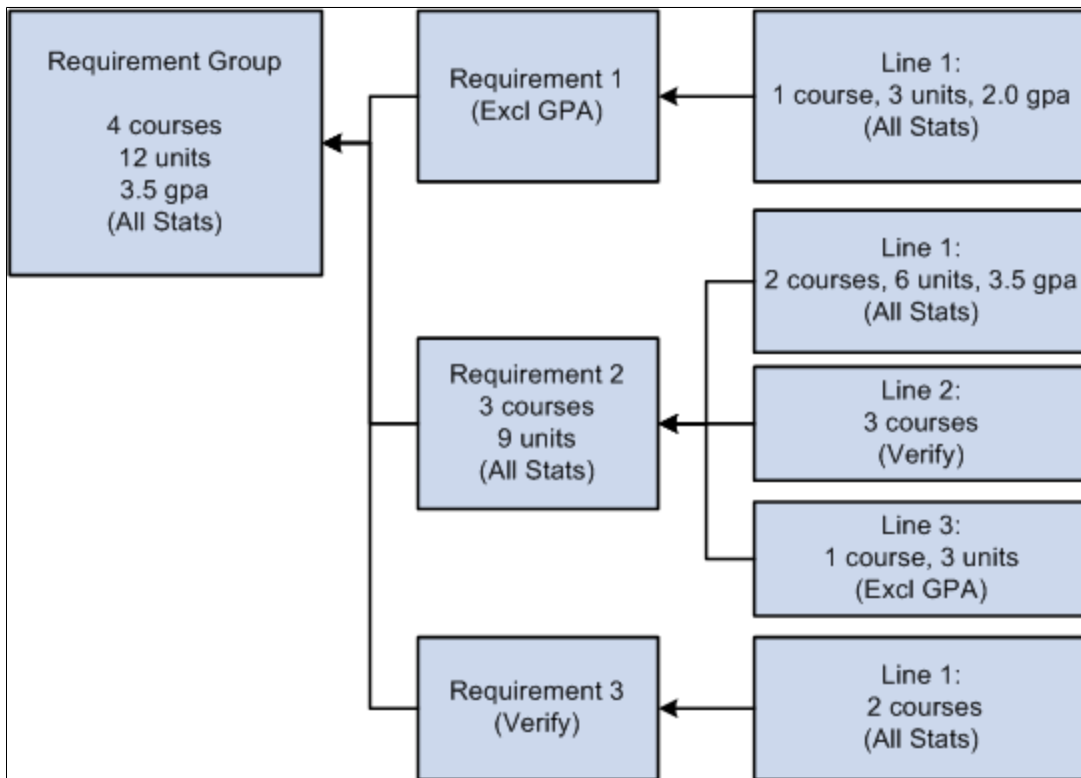 Requirement Group
4 courses
12 units
3.5 gpa
(All Stats)
Requirement 1
(Excl GPA)
Line 1:
1 course, 3 units, 2.0 gpa
(All Stats)
Requirement 2
3 courses
9 units
(All Stats)
Line 1:
2 courses, 6 units, 3.5 gpa
(All Stats)
Line 2:
3 courses
(Verify)
Line 3:
1 course, 3 units
(Excl GPA)
Requirement 3
(Verify)
Line 1:
2 courses
(All Stats)